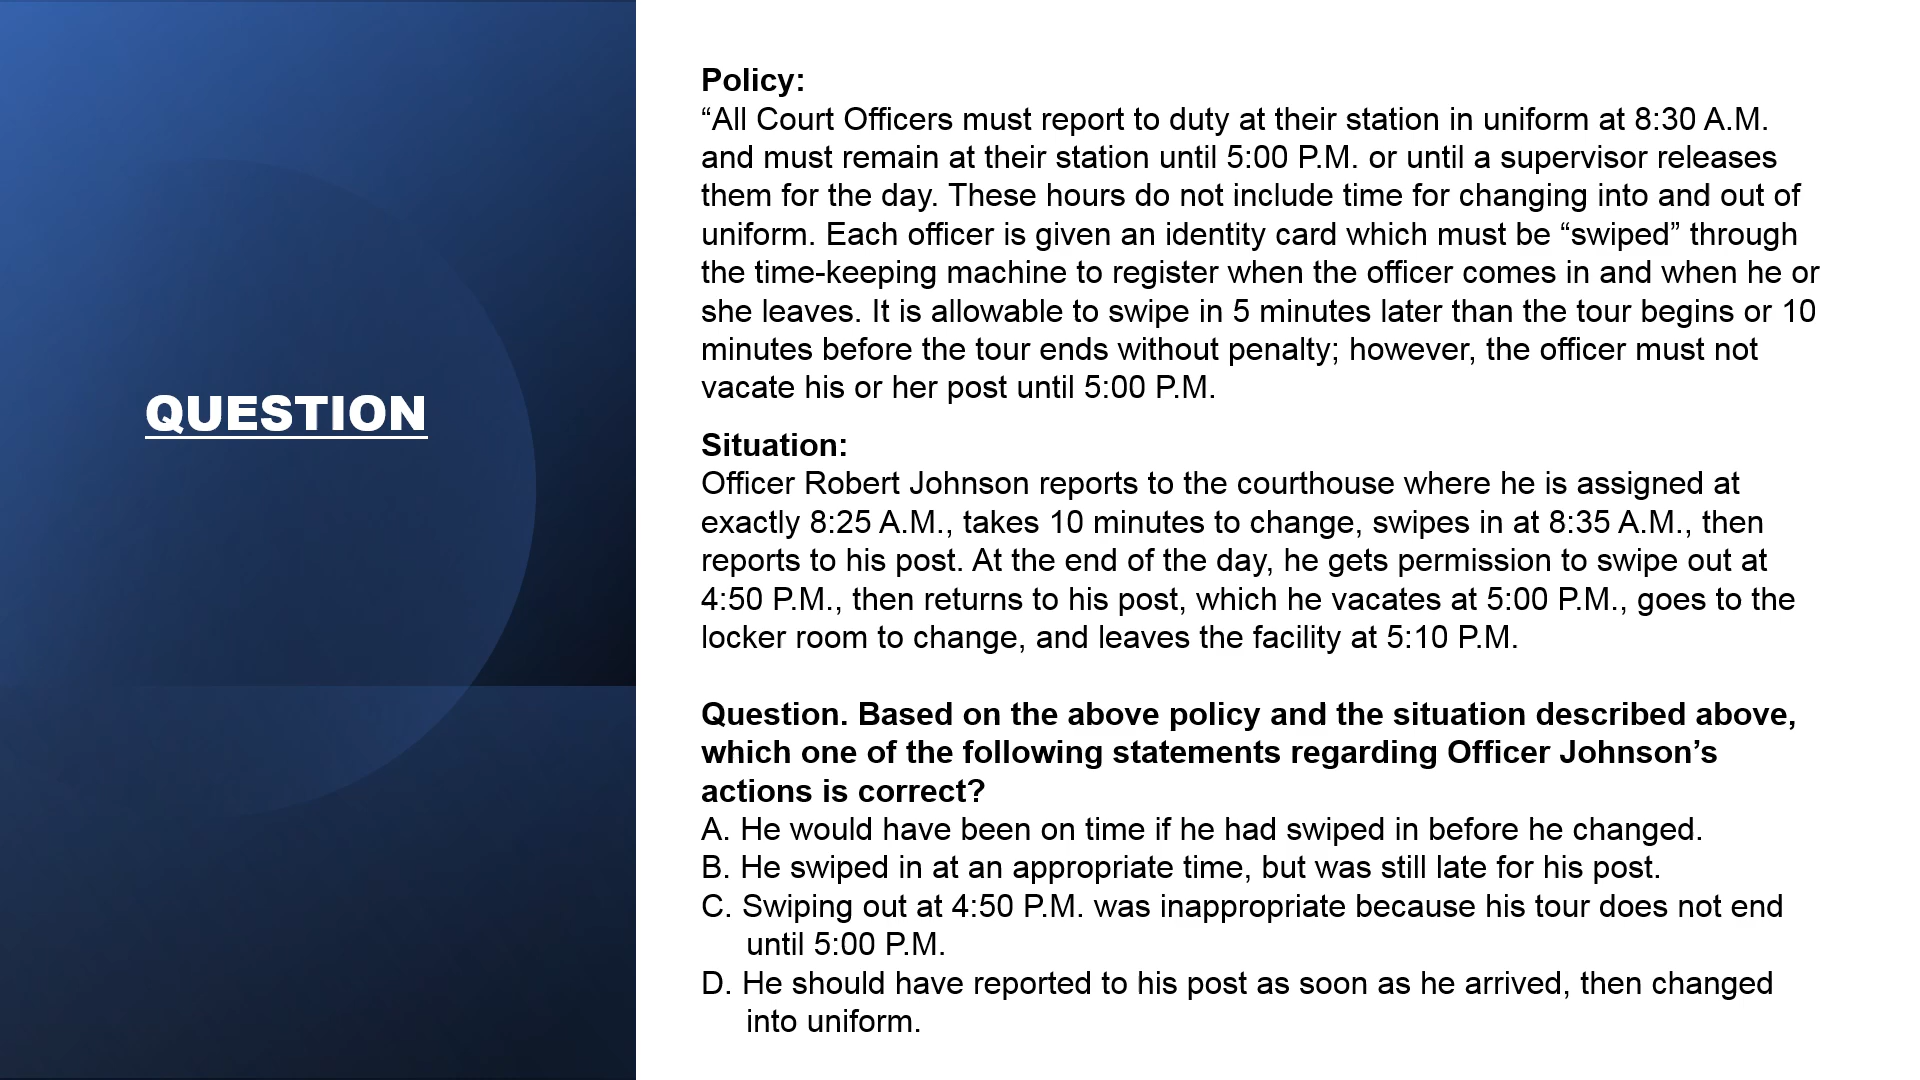 QUESTION
Policy:
“All Court Officers must report to duty at their station in uniform at 8:30 A.M.
and must remain at their station until 5:00 P.M. or until a supervisor releases
them for the day. These hours do not include time for changing into and out of
uniform. Each officer is given an identity card which must be “swiped” through
the time-keeping machine to register when the officer comes in and when he or
she leaves. It is allowable to swipe in 5 minutes later than the tour begins or 10
minutes before the tour ends without penalty; however, the officer must not
vacate his or her post until 5:00 P.M.
Situation:
Officer Robert Johnson reports to the courthouse where he is assigned at
exactly 8:25 A.M., takes 10 minutes to change, swipes in at 8:35 A.M., then
reports to his post. At the end of the day, he gets permission to swipe out at
4:50 P.M., then returns to his post, which he vacates at 5:00 P.M., goes to the
locker room to change, and leaves the facility at 5:10 P.M.
Question. Based on the above policy and the situation described above,
which one of the following statements regarding Officer Johnson’s
actions is correct?
A. He would have been on time if he had swiped in before he changed.
B. He swiped in at an appropriate time, but was still late for his post.
C. Swiping out at 4:50 P.M. was inappropriate because his tour does not end
until 5:00 P.M.
D. He should have reported to his post as soon as he arrived, then changed
into uniform.